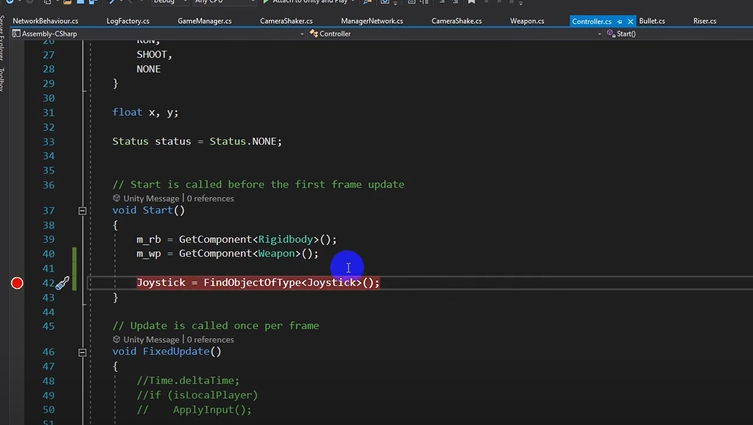 Debug
Any CPU
Attach to Unity and Play
NetworkBehaviour.cs LogFactory.cs GameManager.cs CameraShaker.cs ManagerNetwork.cs CameraShake.cs Weapon.cs Controller.cs Bullet.cs Riser.cs
Assembly-CSharp Controller Start()
Server Explorer
Toolbox
26 RUN,
27 SHOOT,
28 NONE
29 }
30
31 float x, y;
32
33 Status status = Status.NONE;
34
35
36 // Start is called before the first frame update
Unity Message | 0 references
37 void Start()
38 {
39 m_rb = GetComponent<Rigidbody>();
40 m_wp = GetComponent<Weapon>();
41
42 Joystick = FindObjectOfType<Joystick>();
43 }
44
45 // Update is called once per frame
Unity Message | 0 references
46 void FixedUpdate()
47 {
48 //Time.deltaTime;
49 //if (isLocalPlayer)
50 // ApplyInput();
51